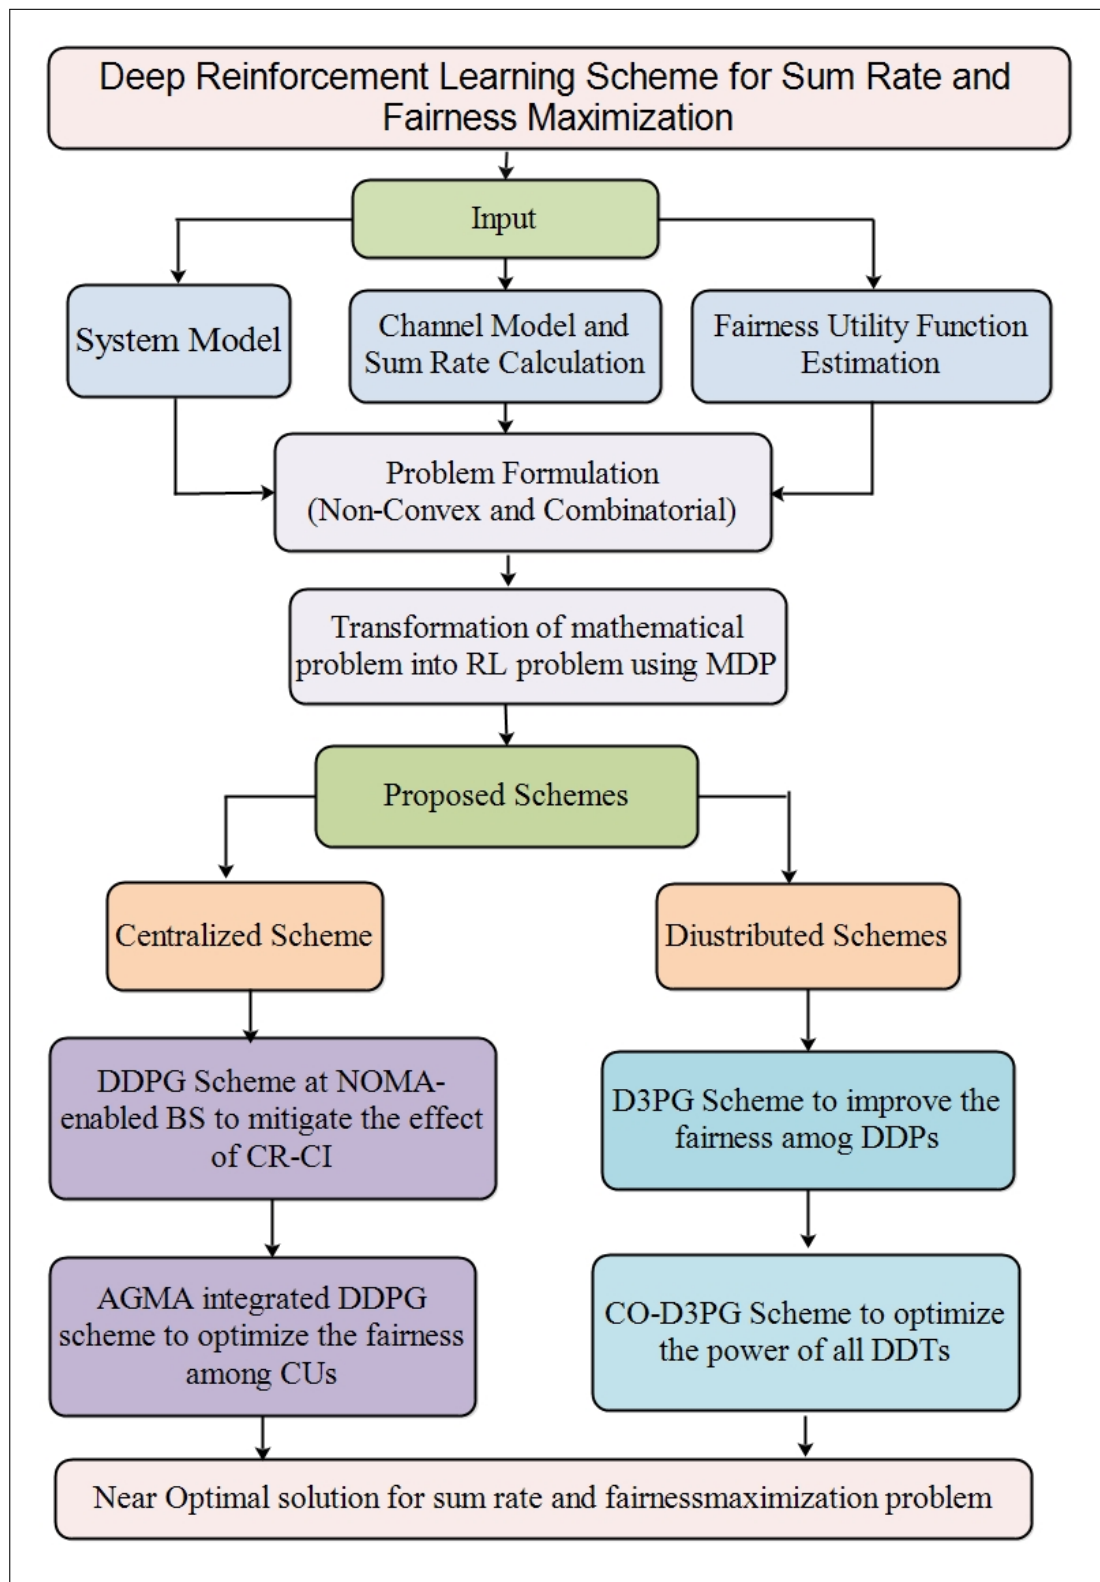 Deep Reinforcement Learning Scheme for Sum Rate and
Fairness Maximization
Input
System Model
Channel Model and
Sum Rate Calculation
Fairness Utility Function
Estimation
Problem Formulation
(Non-Convex and Combinatorial)
Transformation of mathematical
problem into RL problem using MDP
Proposed Schemes
Centralized Scheme
Diustributed Schemes
DDPG Scheme at NOMA-
enabled BS to mitigate the effect
of CR-CI
D3PG Scheme to improve the
fairness amog DDPs
AGMA integrated DDPG
scheme to optimize the fairness
among CUs
CO-D3PG Scheme to optimize
the power of all DDTs
Near Optimal solution for sum rate and fairnessmaximization problem